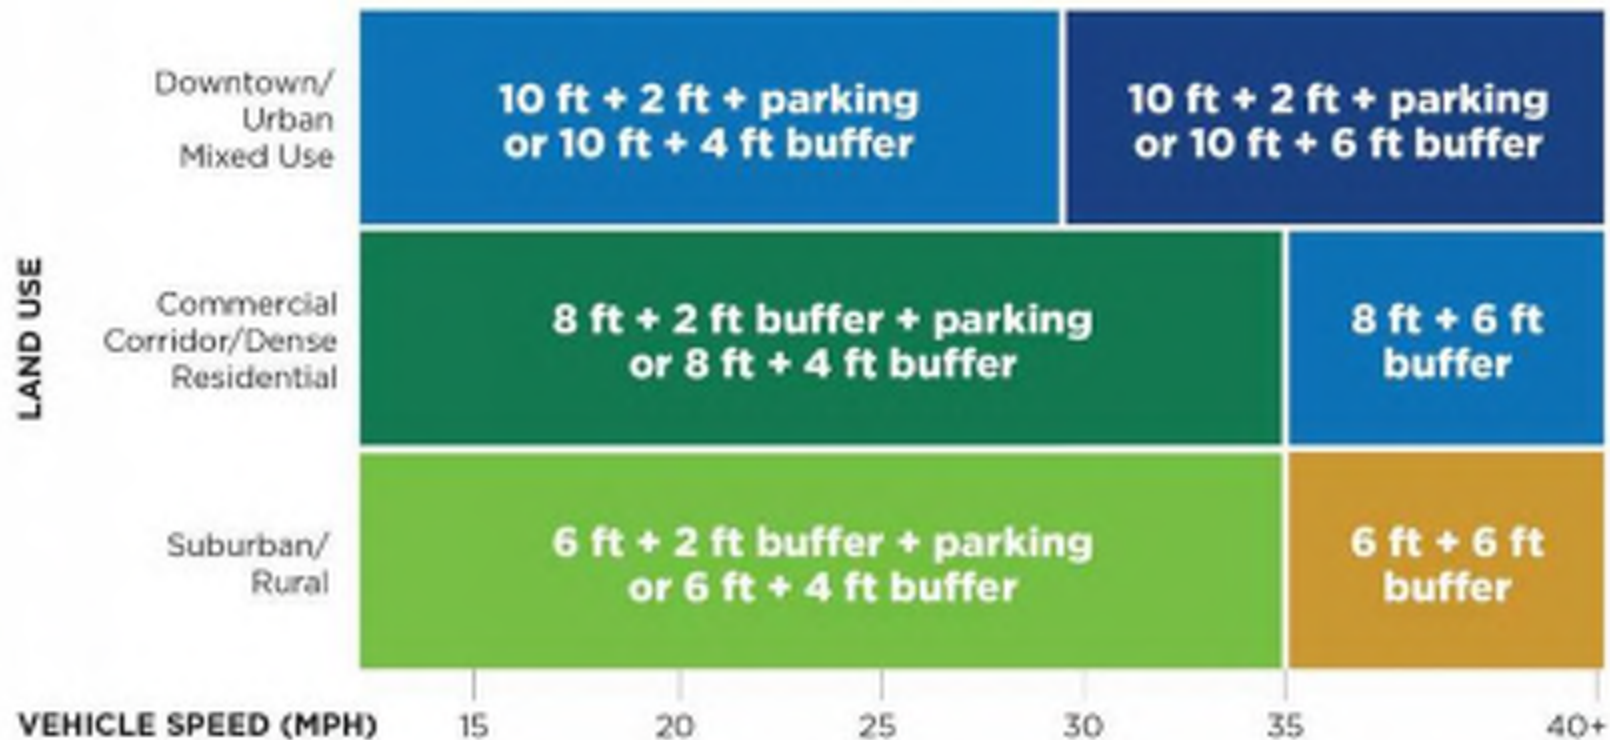 Downtown/
Urban
Mixed Use
10 ft + 2 ft + parking
or 10 ft + 4 ft buffer
10 ft + 2 ft + parking
or 10 ft + 6 ft buffer
LAND USE
Commercial
Corridor/Dense
Residential
8 ft + 2 ft buffer + parking
or 8 ft + 4 ft buffer
8 ft + 6 ft
buffer
Suburban/
Rural
6 ft + 2 ft buffer + parking
or 6 ft + 4 ft buffer
6 ft + 6 ft
buffer
VEHICLE SPEED (MPH) 15 20 25 30 35 40+